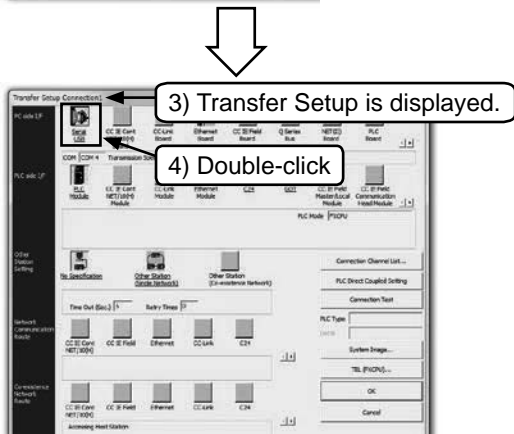 Transfer Setup Connection1
3) Transfer Setup is displayed.
PC side I/F
Serial USB
CC IE Cont NET/10(H) Board
CC-Link Board
Ethernet Board
CC IE Field Board
Q Series Bus
NET(II) Board
PLC Board
COM COM 4 Transmission Spe
4) Double-click
PLC side I/F
PLC Module
CC IE Cont NET/10(H) Module
CC-Link Module
Ethernet Module
C24
GOT
CC IE Field Master/Local Module
CC IE Field Communication Head Module
PLC Mode FXCPU
Other Station Setting
No Specification
Other Station (Single Network)
Other Station (Co-existence Network)
Connection Channel List...
PLC Direct Coupled Setting
Time Out (Sec.) 5
Retry Times 0
Connection Test
Network Communication Route
PLC Type
CC IE Cont NET/10(H)
CC IE Field
Ethernet
CC-Link
C24
System Image...
TEL (FXCPU)...
Co-existence Network Route
CC IE Cont NET/10(H)
CC IE Field
Ethernet
CC-Link
C24
OK
Cancel
Accessing Host Station